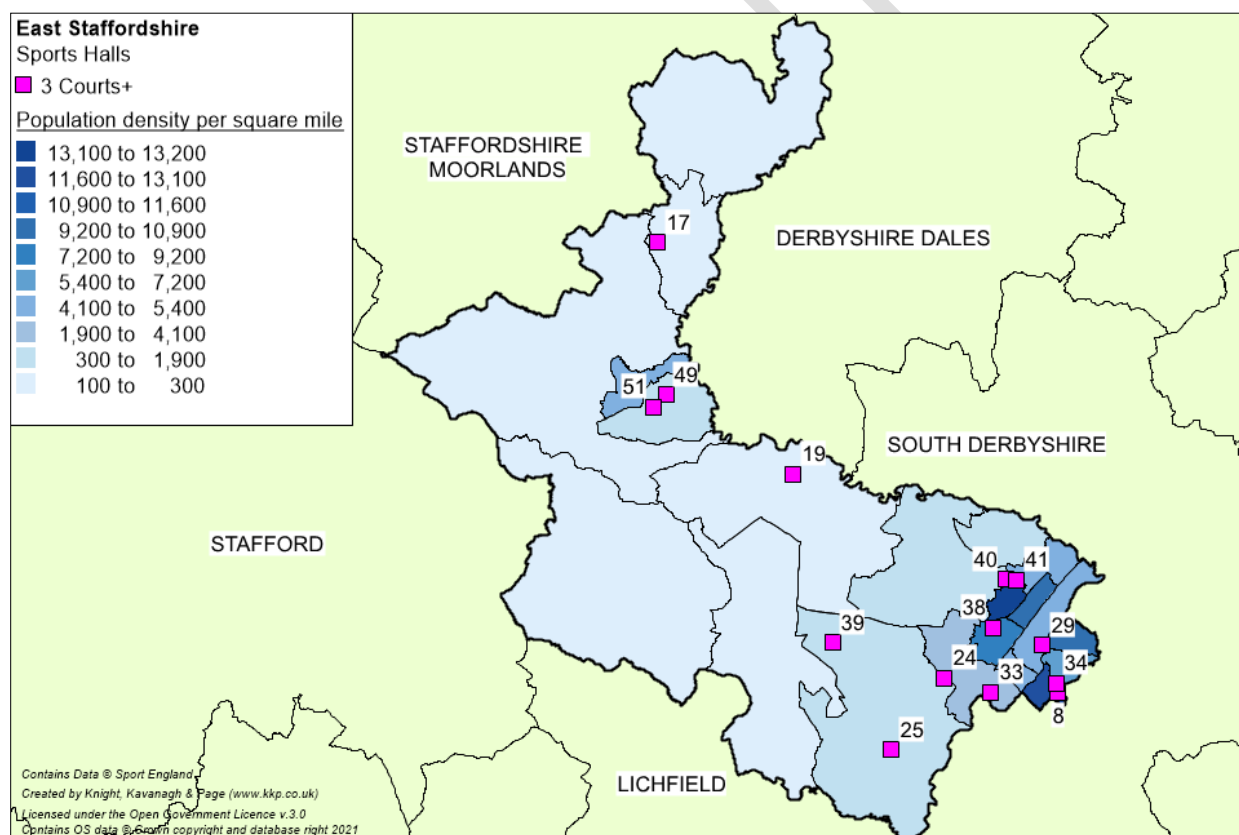 East Staffordshire
Sports Halls
3 Courts+
Population density per square mile
13,100 to 13,200
11,600 to 13,100
10,900 to 11,600
9,200 to 10,900
7,200 to 9,200
5,400 to 7,200
4,100 to 5,400
1,900 to 4,100
300 to 1,900
100 to 300
STAFFORDSHIRE
MOORLANDS
17
DERBYSHIRE DALES
51
49
19
SOUTH DERBYSHIRE
STAFFORD
40
41
38
39
29
24
33
34
8
25
LICHFIELD
Contains Data © Sport England
Created by Knight, Kavanagh & Page (www.kkp.co.uk)
Licensed under the Open Government Licence v.3.0
Contains OS data © Crown copyright and database right 2021